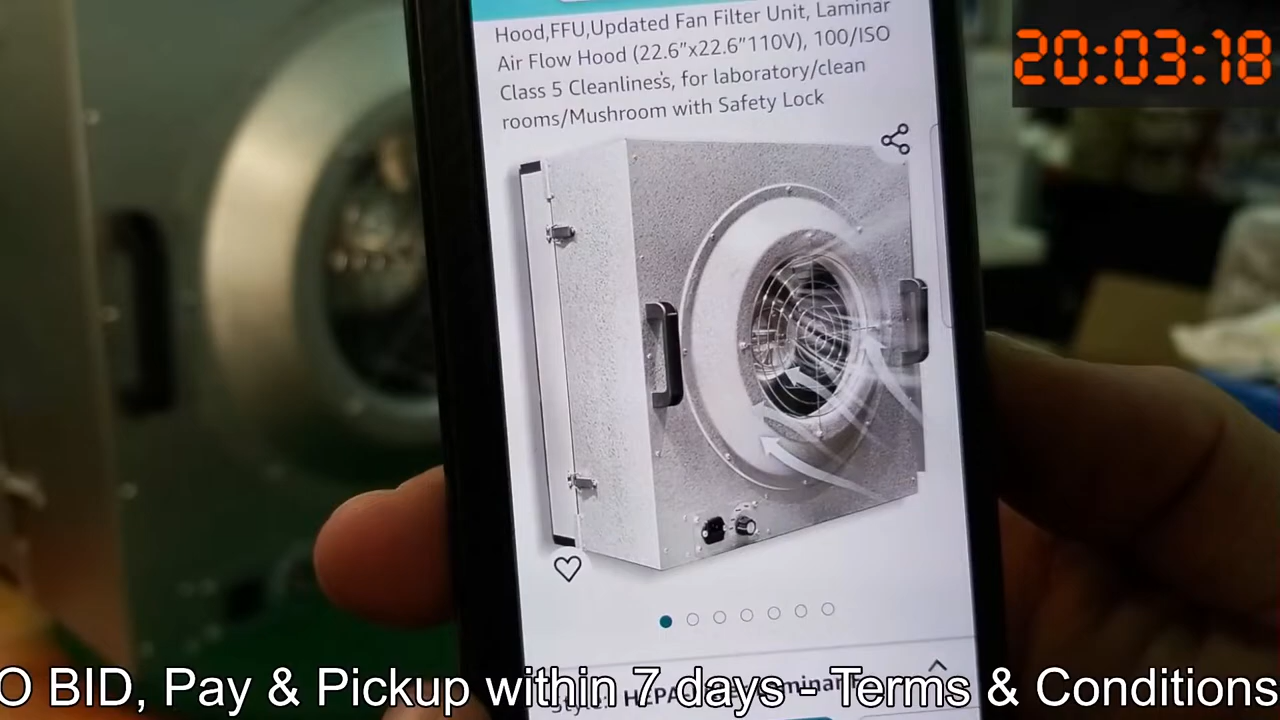 Hood,FFU,Updated Fan Filter Unit, Laminar
Air Flow Hood (22.6"x22.6"110V), 100/ISO
Class 5 Cleanliness, for laboratory/clean
rooms/Mushroom with Safety Lock
20:03:18
O BID, Pay & Pickup within 7 days - Terms & Conditions
Style: